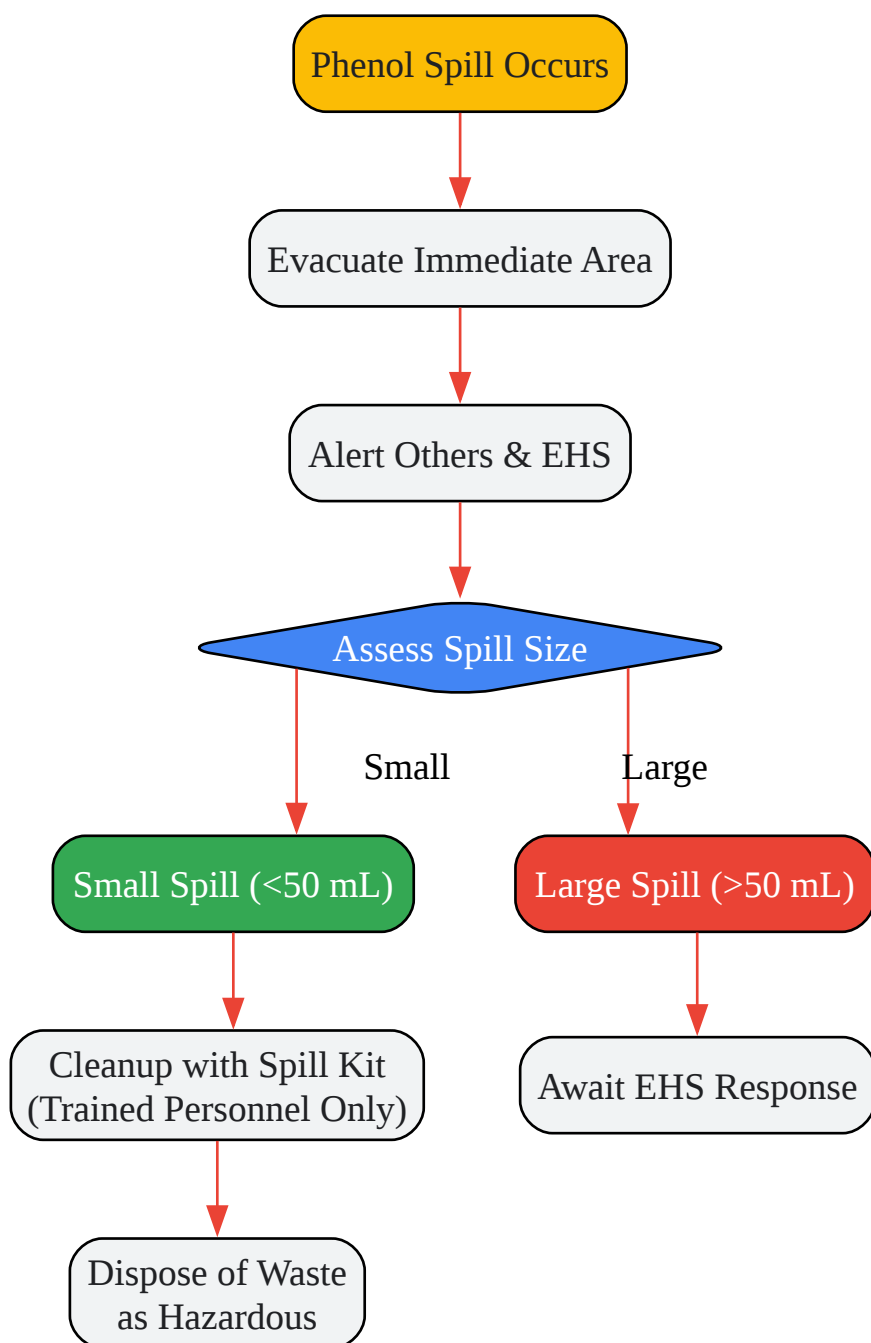 Phenol Spill Occurs
Evacuate Immediate Area
Alert Others & EHS
Assess Spill Size
Small
Large
Small Spill (<50 mL)
Large Spill (>50 mL)
Cleanup with Spill Kit
(Trained Personnel Only)
Await EHS Response
Dispose of Waste
as Hazardous